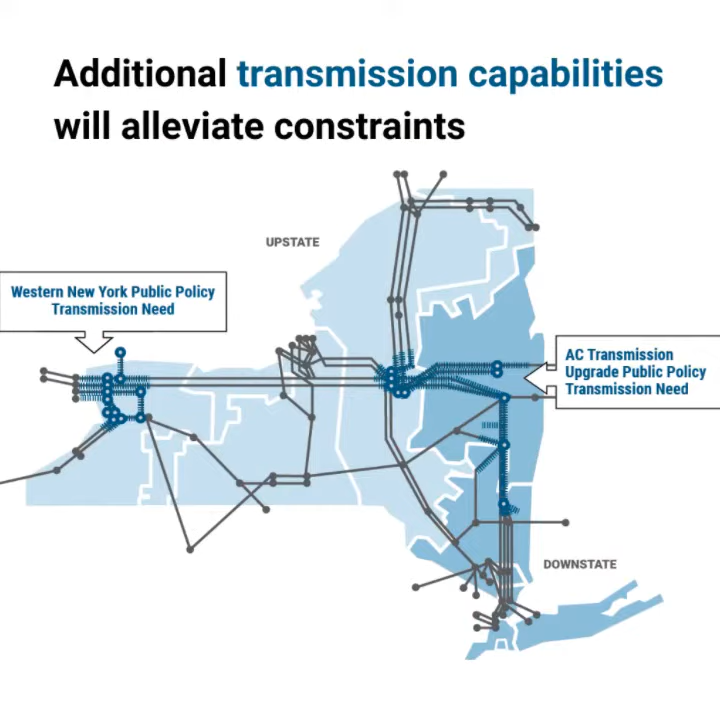 Additional transmission capabilities
will alleviate constraints
UPSTATE
Western New York Public Policy
Transmission Need
AC Transmission
Upgrade Public Policy
Transmission Need
DOWNSTATE